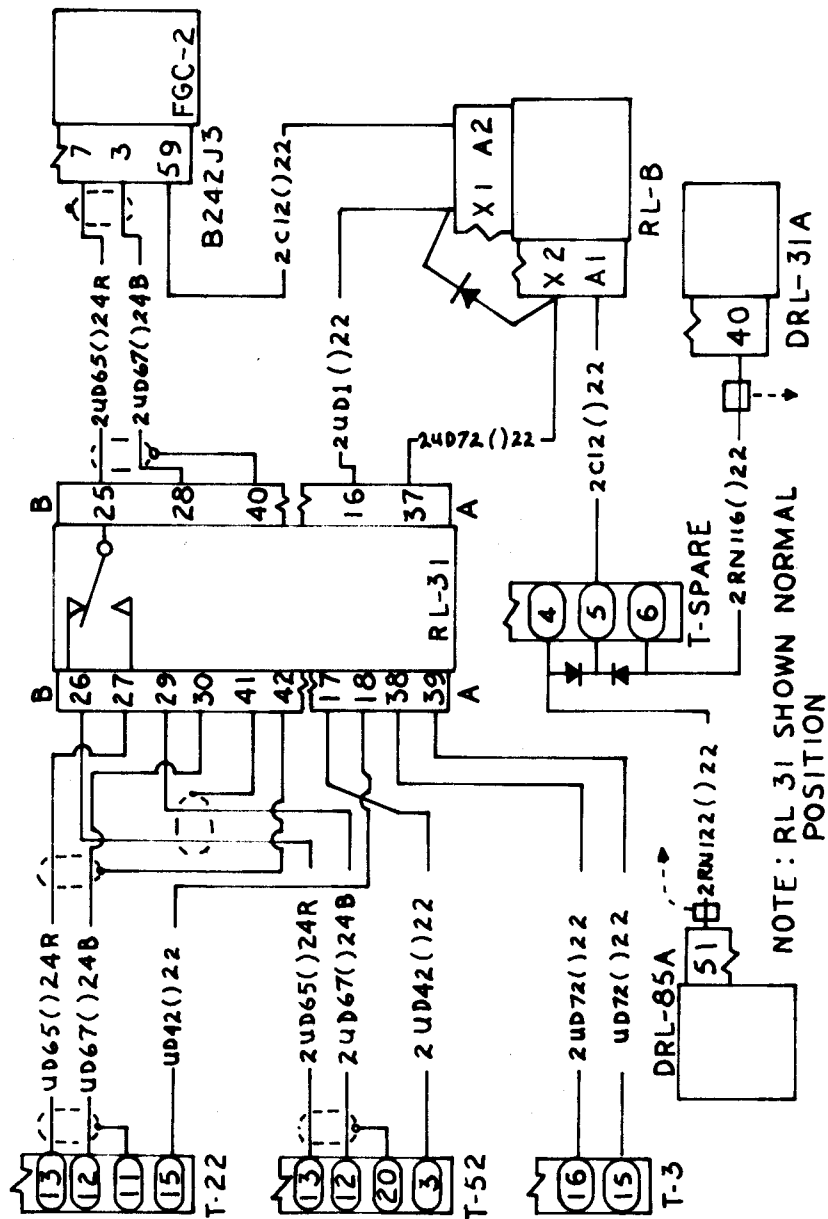 FGC-2
7
3
59
B242J3
2UD65()24R
2UD67()24B
2C12()22
X1 A2
X2
A1
RL-B
2UD1()22
2UD72()22
2C12()22
B
25
28
40
16
37
A
RL-31
B
26
27
29
30
41
42
17
18
38
39
A
40
DRL-31A
2RN116()22
4
5
6
T-SPARE
2RN122()22
51
DRL-85A
UD65()24R
UD67()24B
UD42()22
2UD65()24R
2UD67()24B
2UD42()22
2UD72()22
UD72()22
13
12
11
15
T-22
13
12
20
3
T-52
16
15
T-3
NOTE: RL 31 SHOWN NORMAL
POSITION